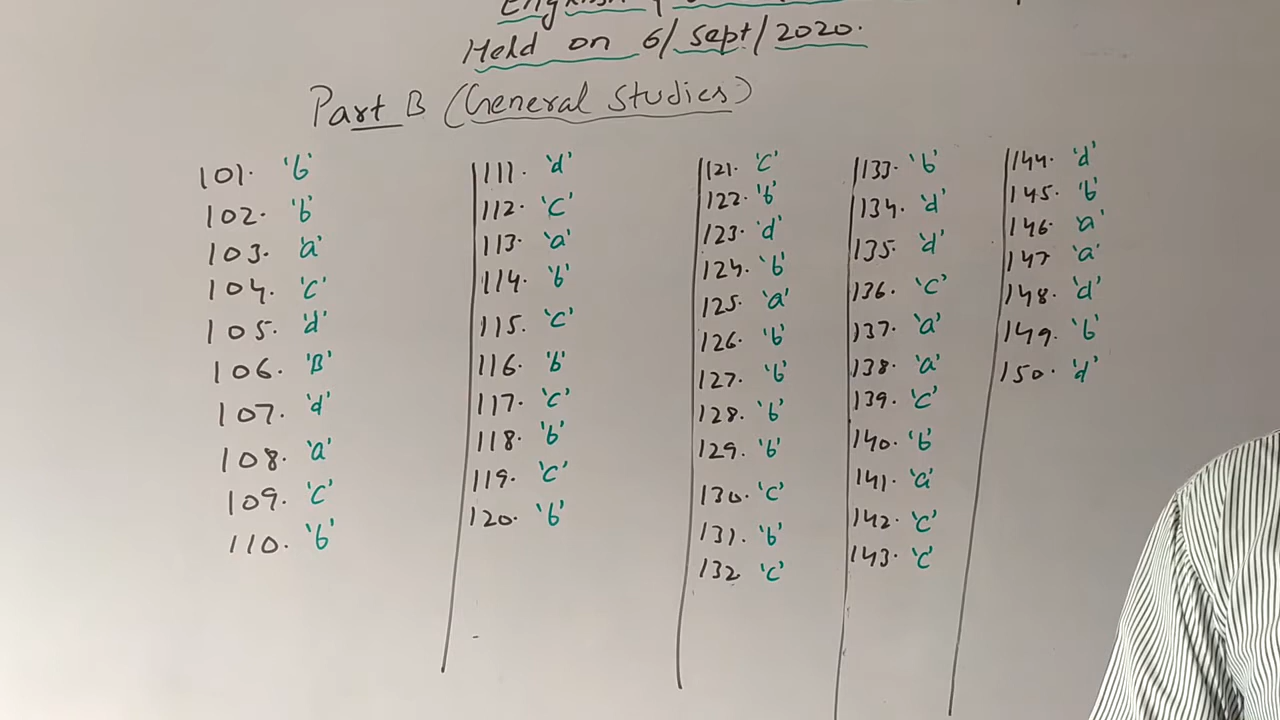 English
Held on 6/Sept/2020.
Part B (General Studies)
101. 'b'
102. 'b'
103. 'a'
104. 'c'
105. 'd'
106. 'B'
107. 'd'
108. 'a'
109. 'c'
110. 'b'
111. 'd'
112. 'c'
113. 'a'
114. 'b'
115. 'c'
116. 'b'
117. 'c'
118. 'b'
119. 'c'
120. 'b'
121. 'c'
122. 'b'
123. 'd'
124. 'b'
125. 'a'
126. 'b'
127. 'b'
128. 'b'
129. 'b'
130. 'c'
131. 'b'
132 'c'
133. 'b'
134. 'd'
135. 'd'
136. 'c'
137. 'a'
138. 'a'
139. 'c'
140. 'b'
141. 'a'
142. 'c'
143. 'c'
144. 'd'
145. 'b'
146. 'a'
147. 'a'
148. 'd'
149. 'b'
150. 'd'